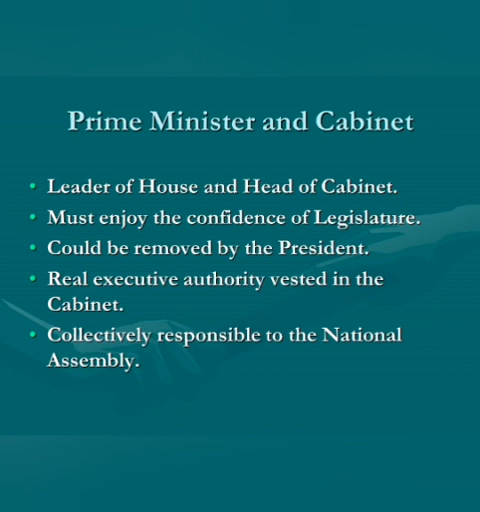 Prime Minister and Cabinet
• Leader of House and Head of Cabinet.
• Must enjoy the confidence of Legislature.
• Could be removed by the President.
• Real executive authority vested in the
Cabinet.
• Collectively responsible to the National
Assembly.